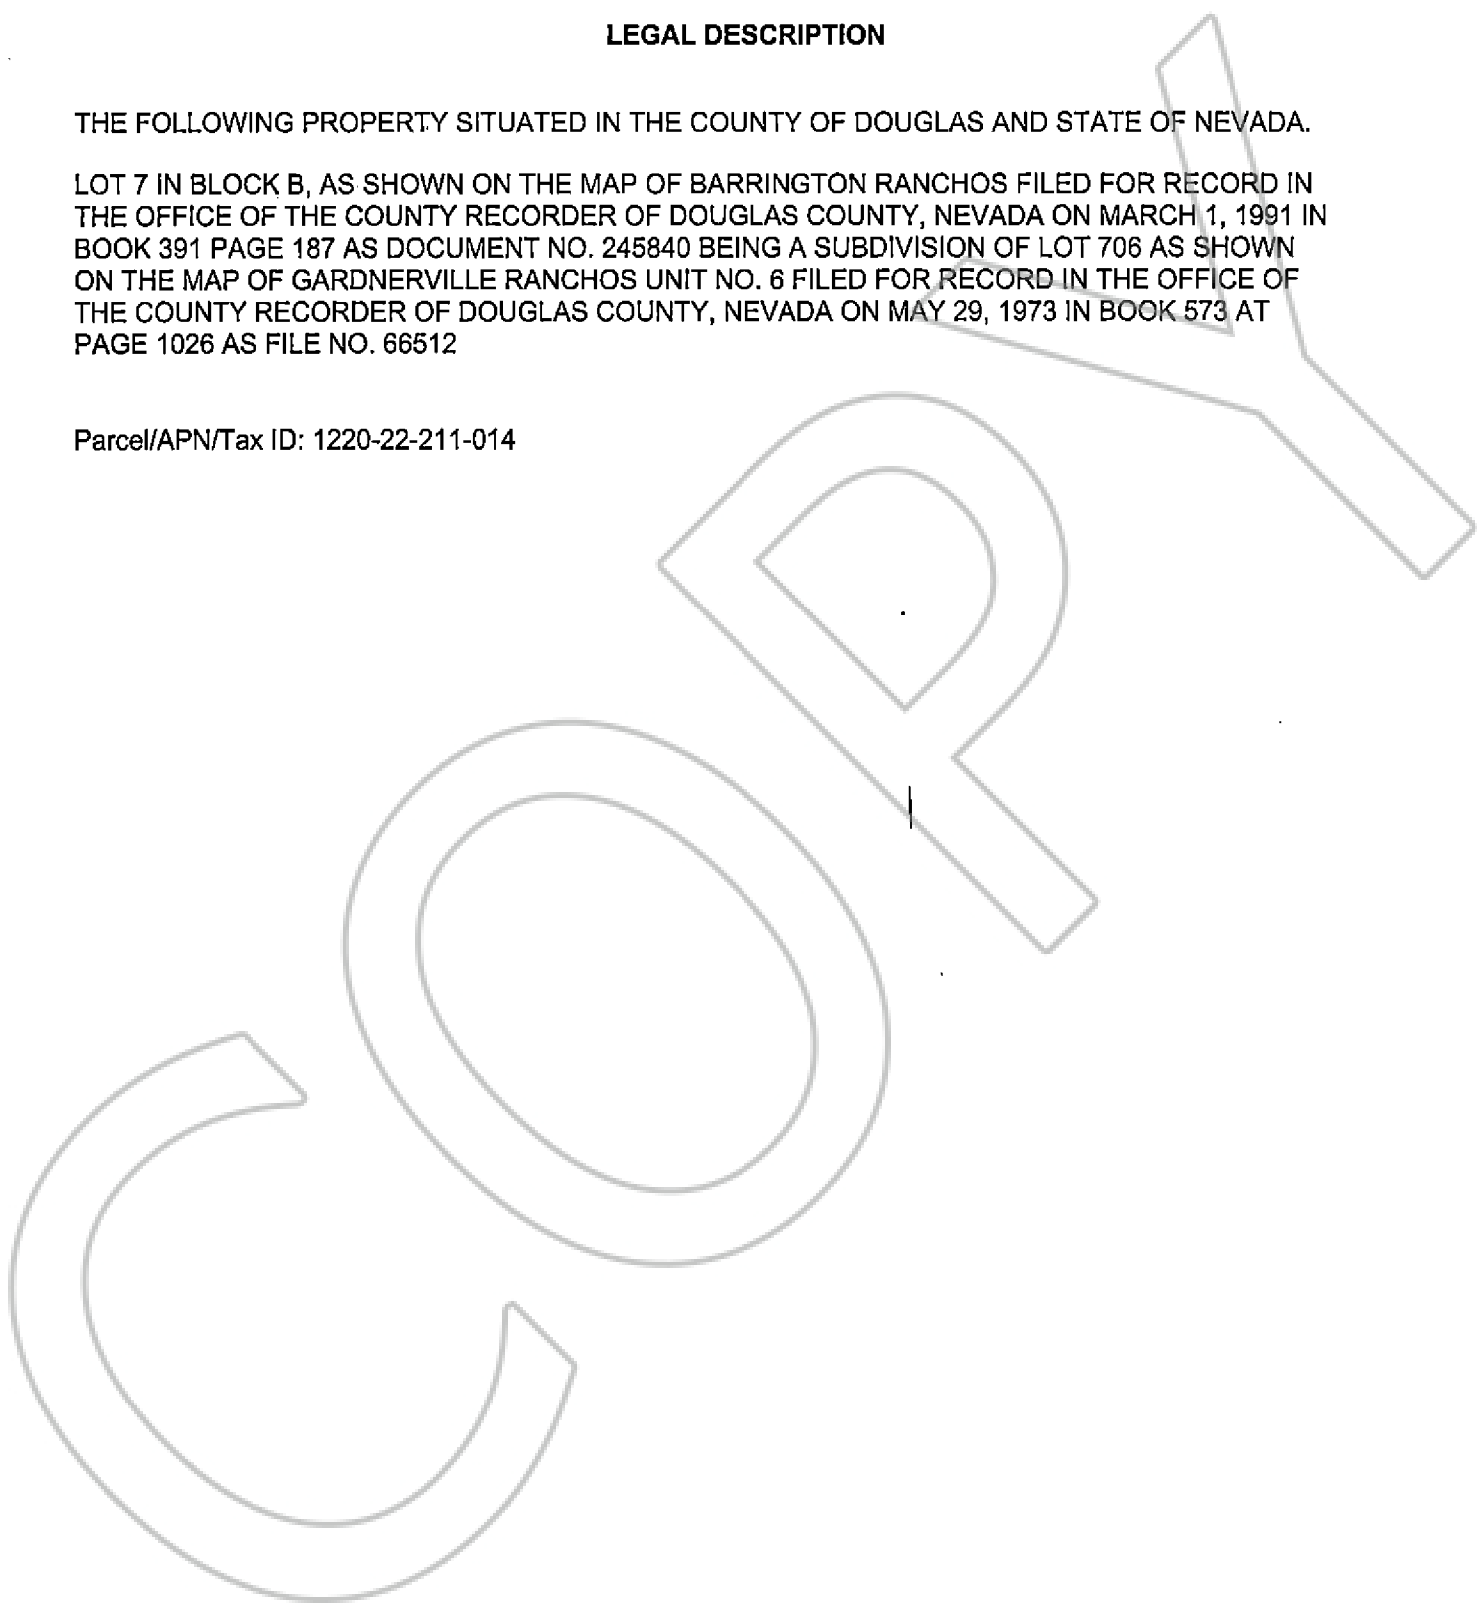 LEGAL DESCRIPTION
THE FOLLOWING PROPERTY SITUATED IN THE COUNTY OF DOUGLAS AND STATE OF NEVADA.
LOT 7 IN BLOCK B, AS SHOWN ON THE MAP OF BARRINGTON RANCHOS FILED FOR RECORD IN
THE OFFICE OF THE COUNTY RECORDER OF DOUGLAS COUNTY, NEVADA ON MARCH 1, 1991 IN
BOOK 391 PAGE 187 AS DOCUMENT NO. 245840 BEING A SUBDIVISION OF LOT 706 AS SHOWN
ON THE MAP OF GARDNERVILLE RANCHOS UNIT NO. 6 FILED FOR RECORD IN THE OFFICE OF
THE COUNTY RECORDER OF DOUGLAS COUNTY, NEVADA ON MAY 29, 1973 IN BOOK 573 AT
PAGE 1026 AS FILE NO. 66512
Parcel/APN/Tax ID: 1220-22-211-014
COPY